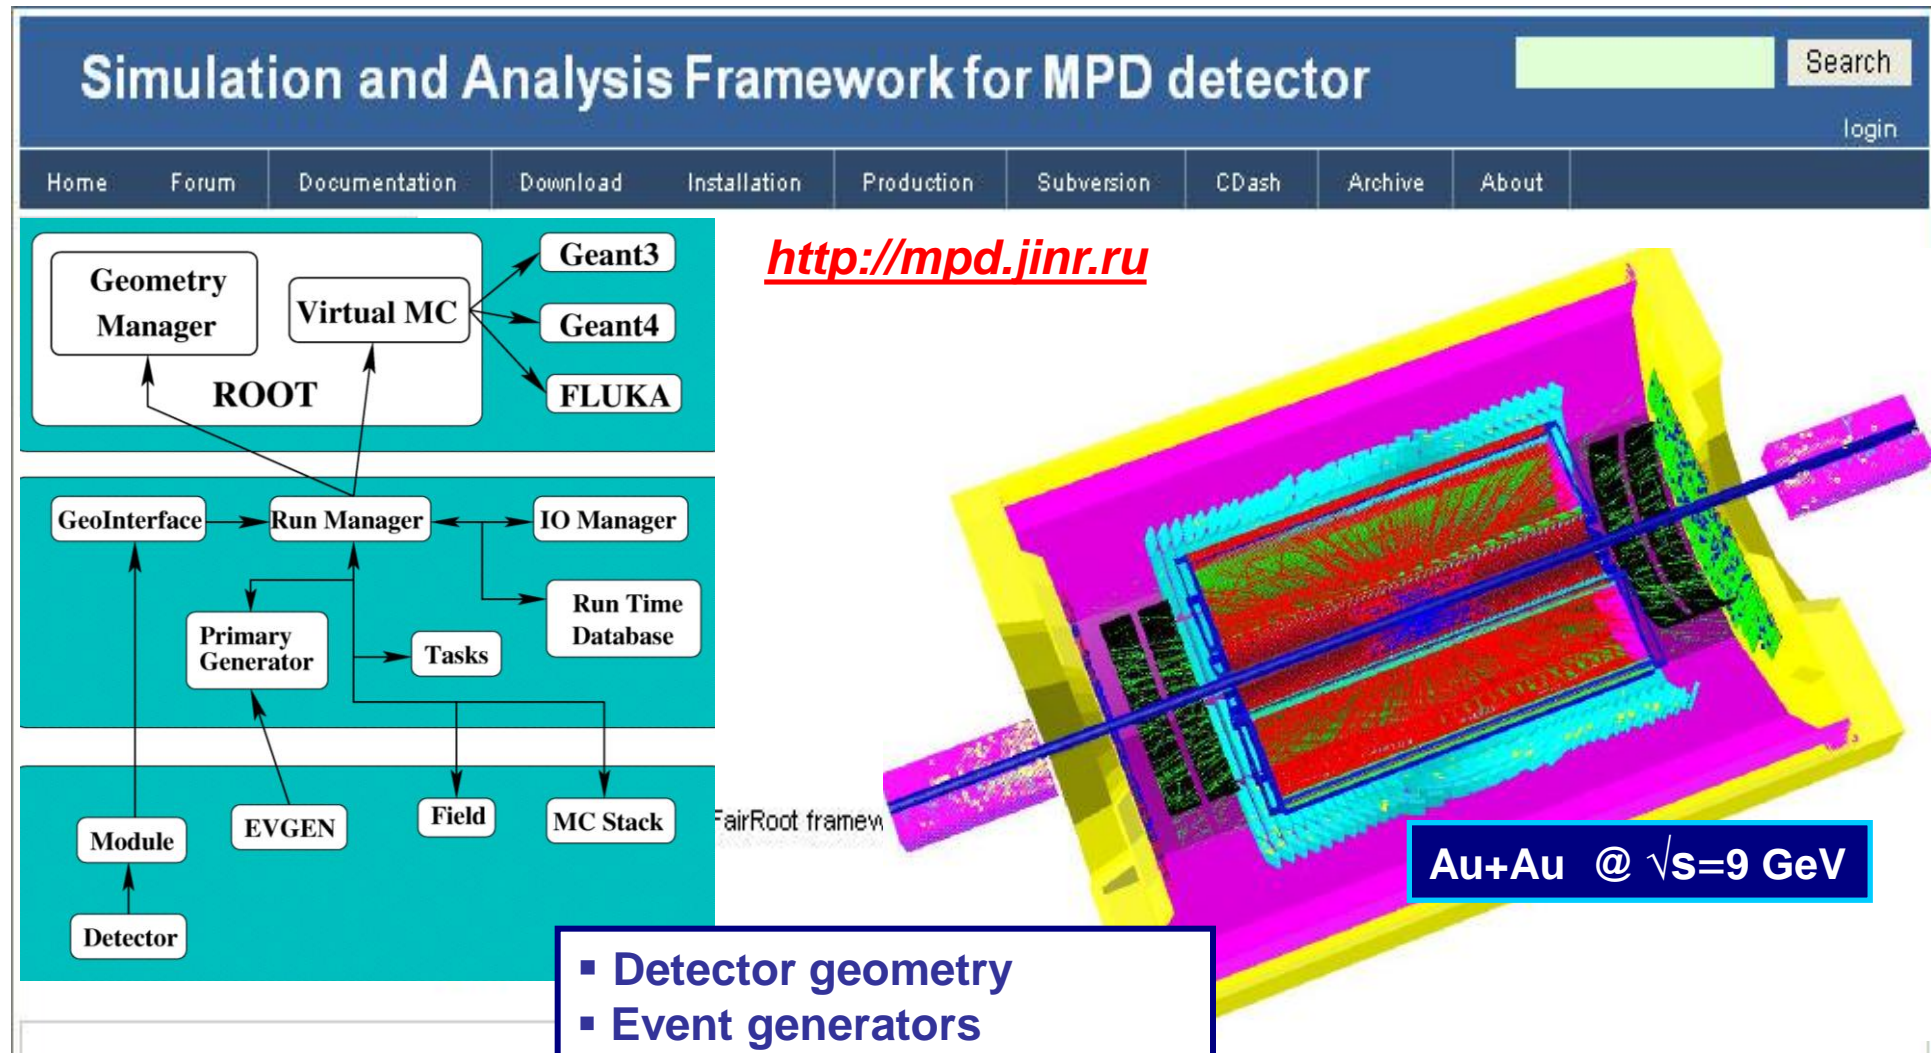 Simulation and Analysis Framework for MPD detector
Search
login
Home Forum Documentation Download Installation Production Subversion CDash Archive About
http://mpd.jinr.ru
Geometry
Manager
Virtual MC
ROOT
Geant3
Geant4
FLUKA
GeoInterface
Run Manager
IO Manager
Run Time
Database
Primary
Generator
Tasks
Module
EVGEN
Field
MC Stack
Detector
FairRoot
Au+Au @ √s=9 GeV
▪ Detector geometry
▪ Event generators